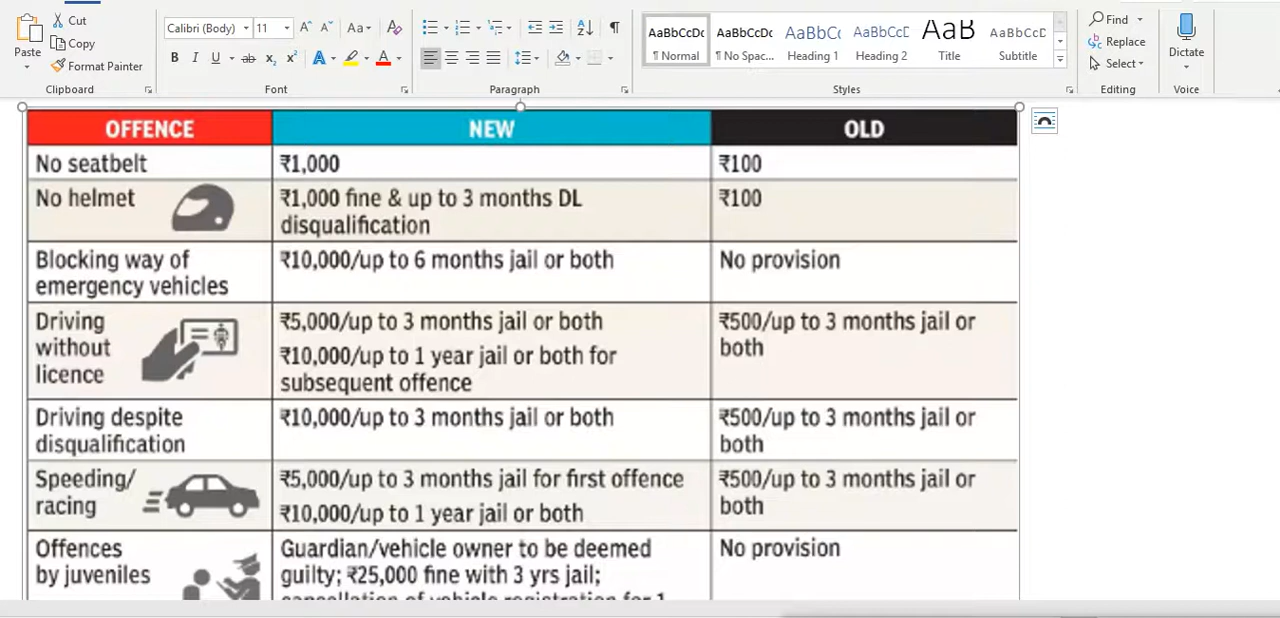 Cut
Copy
Format Painter
Paste
Clipboard
Calibri (Body)
11
Aa
Font
Paragraph
AaBbCcDc
¶ Normal
AaBbCcDc
¶ No Spac...
AaBbCc
Heading 1
AaBbCcD
Heading 2
AaB
Title
AaBbCcD
Subtitle
Styles
Find
Replace
Select
Editing
Dictate
Voice
OFFENCE NEW OLD
No seatbelt ₹1,000 ₹100
No helmet ₹1,000 fine & up to 3 months DL ₹100
disqualification
Blocking way of ₹10,000/up to 6 months jail or both No provision
emergency vehicles
Driving ₹5,000/up to 3 months jail or both ₹500/up to 3 months jail or
without ₹10,000/up to 1 year jail or both for both
licence subsequent offence
Driving despite ₹10,000/up to 3 months jail or both ₹500/up to 3 months jail or
disqualification both
Speeding/ ₹5,000/up to 3 months jail for first offence ₹500/up to 3 months jail or
racing ₹10,000/up to 1 year jail or both both
Offences Guardian/vehicle owner to be deemed No provision
by juveniles guilty; ₹25,000 fine with 3 yrs jail;
cancellation of vehicle registration for 1